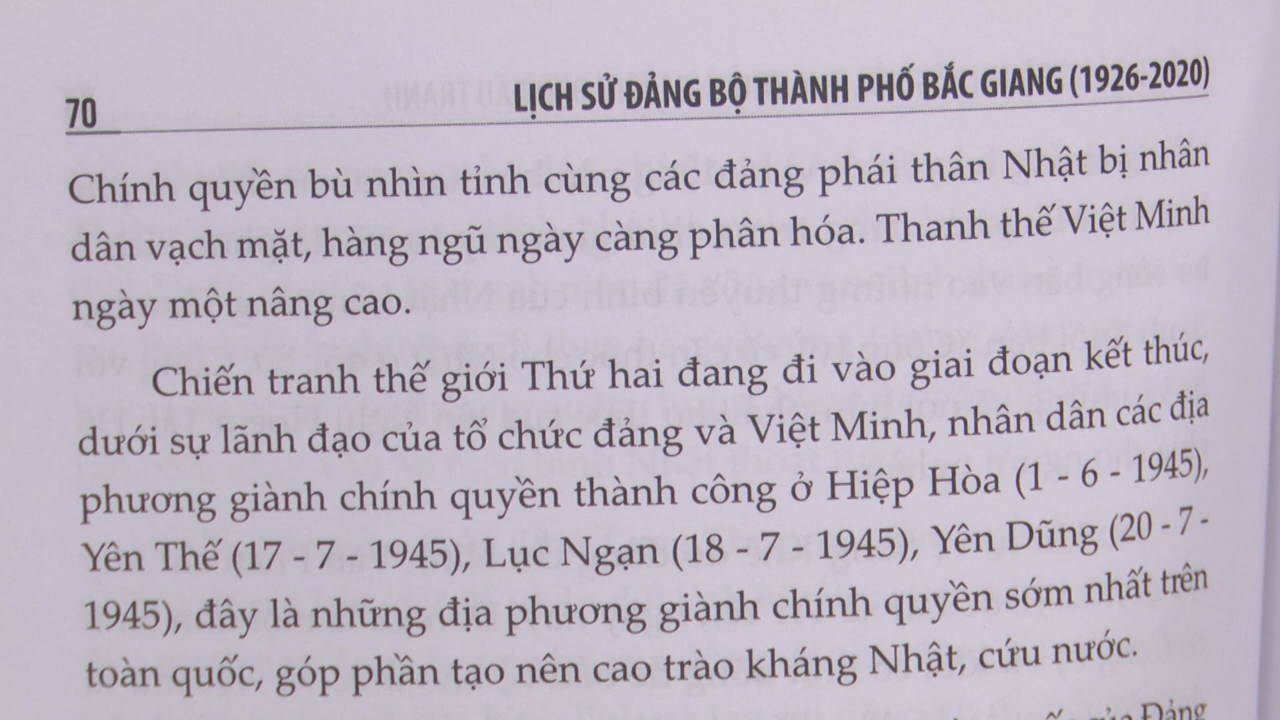 70
LỊCH SỬ ĐẢNG BỘ THÀNH PHỐ BẮC GIANG (1926-2020)
Chính quyền bù nhìn tỉnh cùng các đảng phái thân Nhật bị nhân
dân vạch mặt, hàng ngũ ngày càng phân hóa. Thanh thế Việt Minh
ngày một nâng cao.
Chiến tranh thế giới Thứ hai đang đi vào giai đoạn kết thúc,
dưới sự lãnh đạo của tổ chức đảng và Việt Minh, nhân dân các địa
phương giành chính quyền thành công ở Hiệp Hòa (1 - 6 - 1945),
Yên Thế (17 - 7 - 1945), Lục Ngạn (18 - 7 - 1945), Yên Dũng (20 - 7 -
1945), đây là những địa phương giành chính quyền sớm nhất trên
toàn quốc, góp phần tạo nên cao trào kháng Nhật, cứu nước.
của Đảng